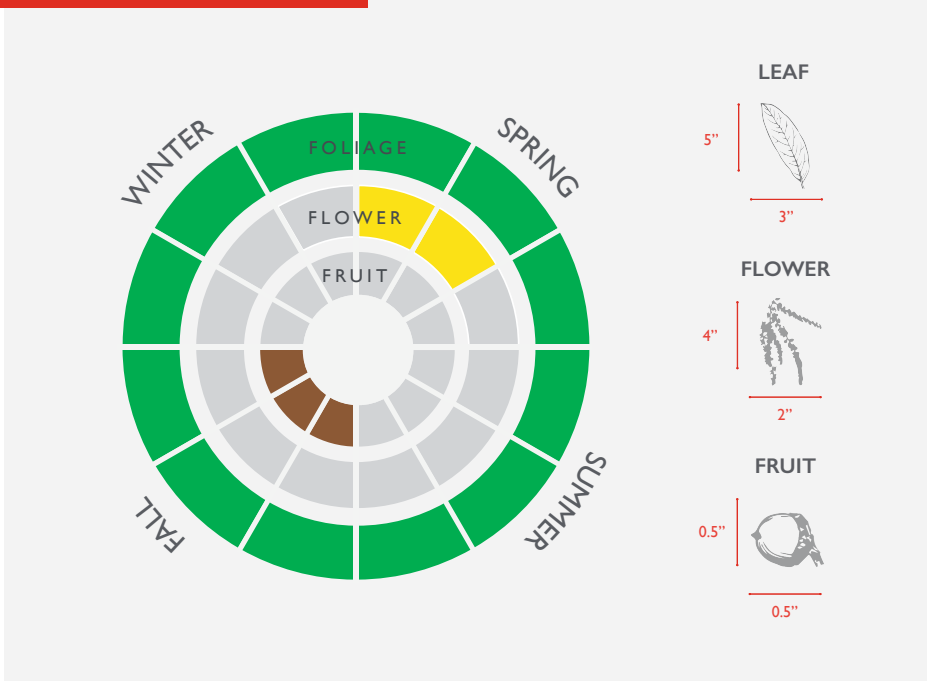 WINTER
SPRING
FOLIAGE
FLOWER
FRUIT
FALL
SUMMER
LEAF
5”
3”
FLOWER
4”
2”
FRUIT
0.5”
0.5”